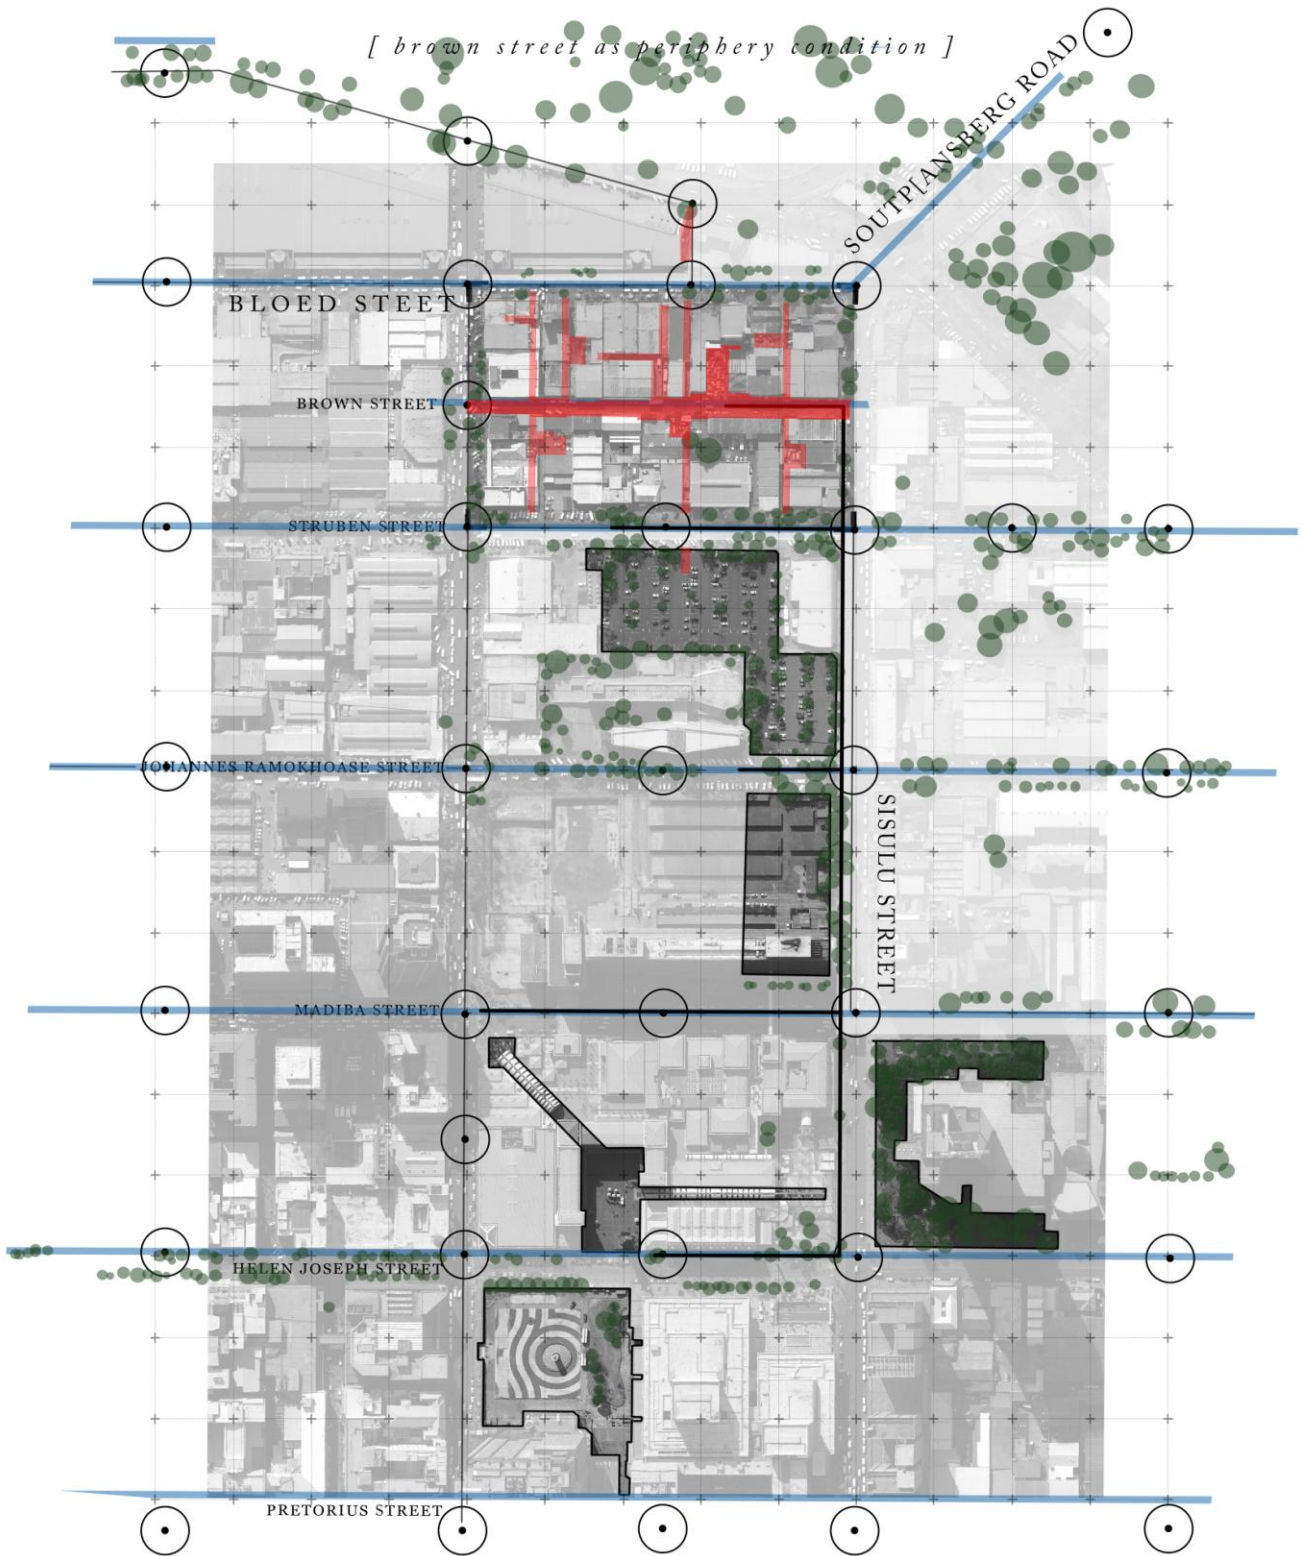 [ brown street as periphery condition ]
SOUTP[ANSBERG ROAD
BLOED STEET
BROWN STREET
STRUBEN STREET
JOHANNES RAMOKHOASE STREET
SISULU STREET
MADIBA STREET
HELEN JOSEPH STREET
PRETORIUS STREET